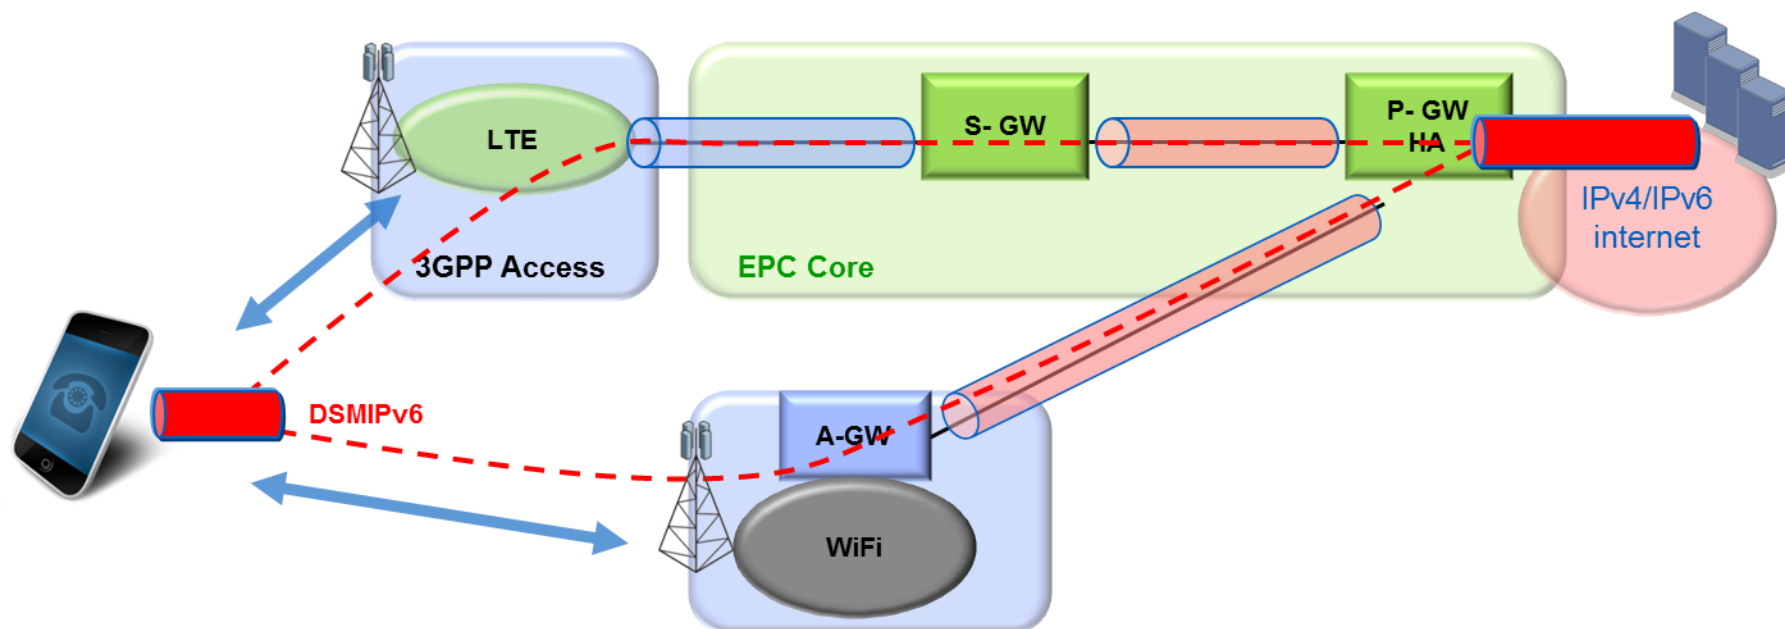 LTE
3GPP Access
S- GW
P- GW
HA
EPC Core
IPv4/IPv6
internet
DSMIPv6
A-GW
WiFi